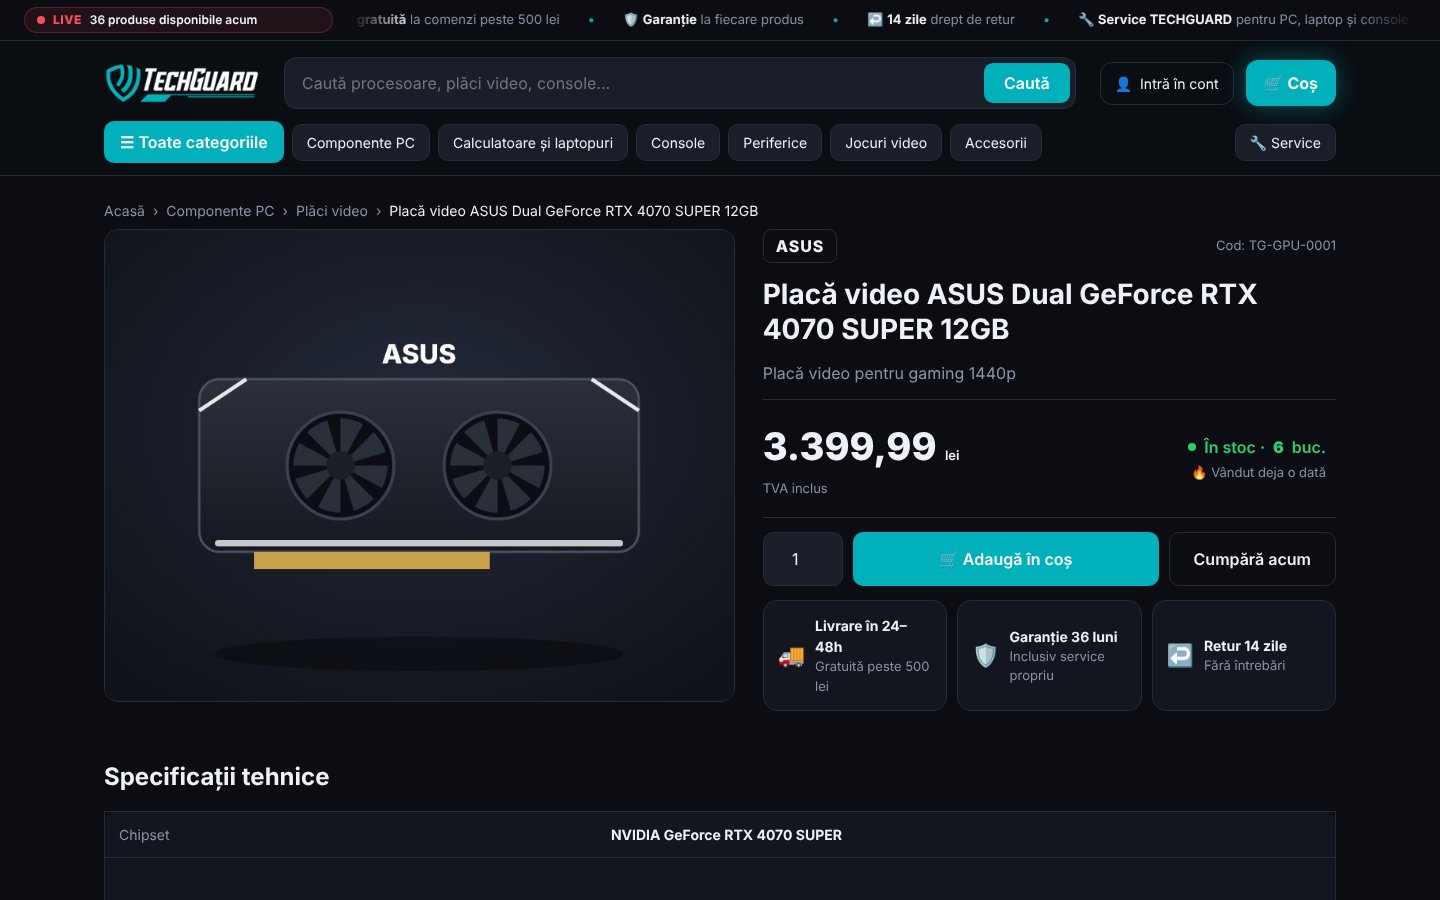 LIVE 36 produse disponibile acum
gratuită la comenzi peste 500 lei • Garanție la fiecare produs • 14 zile drept de retur • Service TECHGUARD pentru PC, laptop și console
TECHGUARD
Caută procesoare, plăci video, console...
Caută
Intră în cont
Coș
☰ Toate categoriile
Componente PC
Calculatoare și laptopuri
Console
Periferice
Jocuri video
Accesorii
Service
Acasă › Componente PC › Plăci video › Placă video ASUS Dual GeForce RTX 4070 SUPER 12GB
ASUS
ASUS
Cod: TG-GPU-0001
Placă video ASUS Dual GeForce RTX
4070 SUPER 12GB
Placă video pentru gaming 1440p
3.399,99 lei
TVA inclus
În stoc · 6 buc.
Vândut deja o dată
1
Adaugă în coș
Cumpără acum
Livrare în 24–
48h
Gratuită peste 500
lei
Garanție 36 luni
Inclusiv service
propriu
Retur 14 zile
Fără întrebări
Specificații tehnice
Chipset NVIDIA GeForce RTX 4070 SUPER